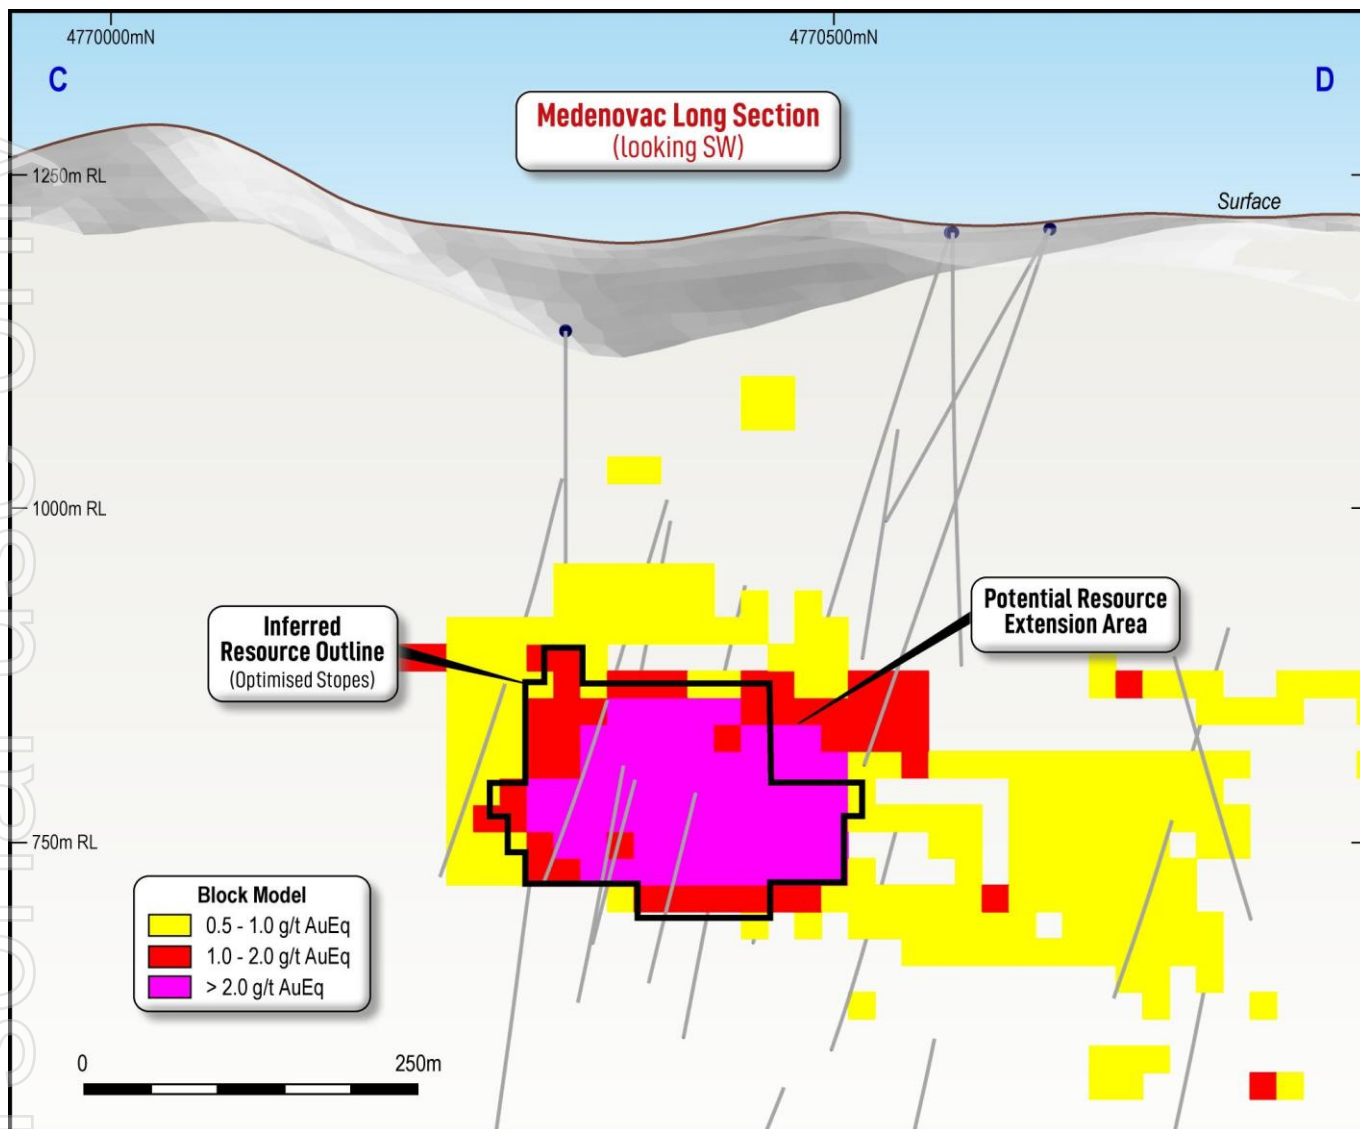 4770000mN
4770500mN
C
D
Medenovac Long Section
(looking SW)
Surface
1250m RL
1000m RL
Potential Resource
Extension Area
Inferred
Resource Outline
(Optimised Stopes)
750m RL
Block Model
0.5 - 1.0 g/t AuEq
1.0 - 2.0 g/t AuEq
> 2.0 g/t AuEq
0
250m